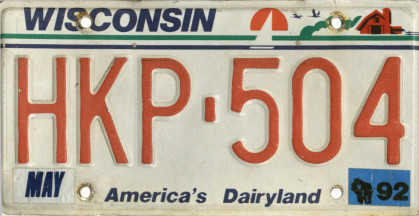 WISCONSIN
HKP·504
MAY America's Dairyland 92